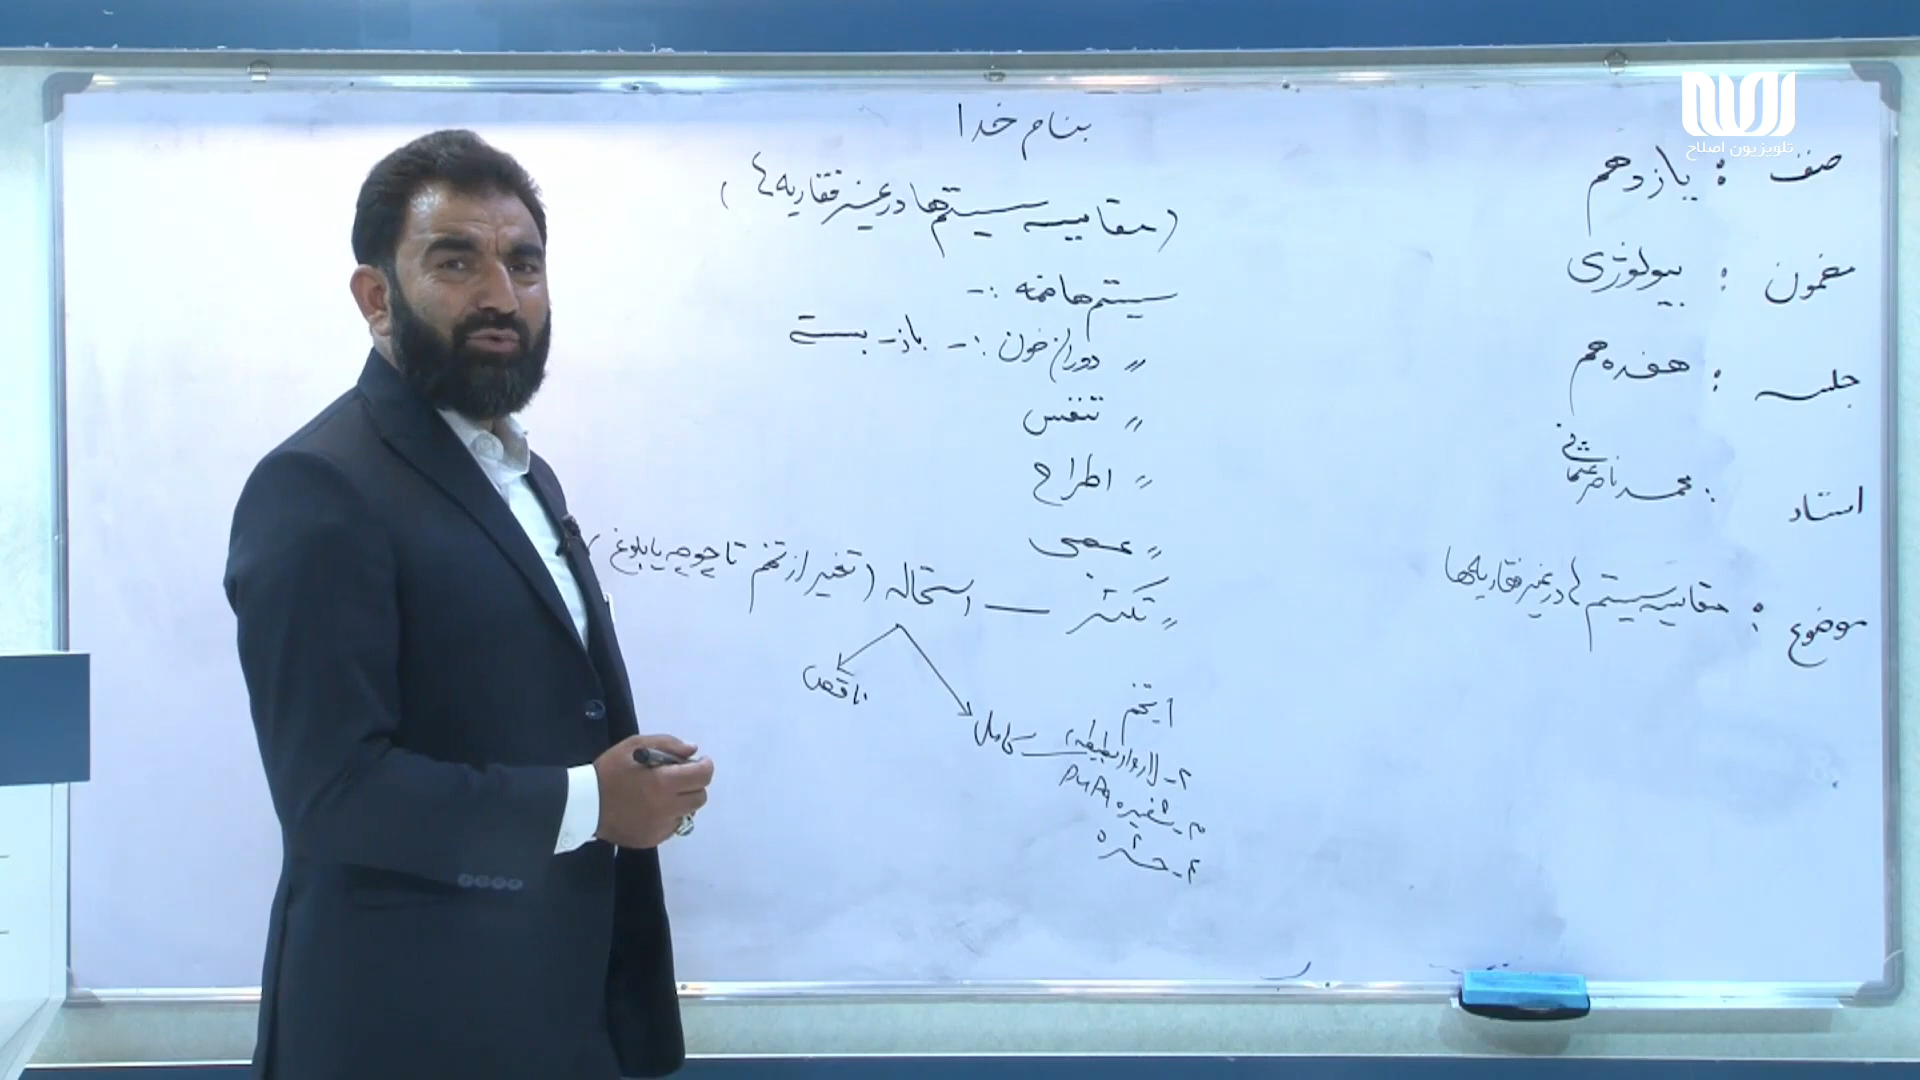 تلویزیون اصلاح
بنام خدا
صنف : یازدهم
مضمون : بیولوژی
جلسه : هفدهم
استاد : محمد ناصر عثمانی
موضوع : مقایسه سیستم ها در غیر فقاریه ها
(مقایسه سیستم ها در غیر فقاریه ها)
سیستم هاضمه :-
〃 دوران خون :- باز - بسته
〃 تنفس
〃 اطراح
〃 عصبی
〃 تکثر — استحاله (تغیر از تخم تا چوچه یا بلوغ)
ناقص
کامل
۱ تخم
۲- لاروا
۳- شفیره
۴- حشره